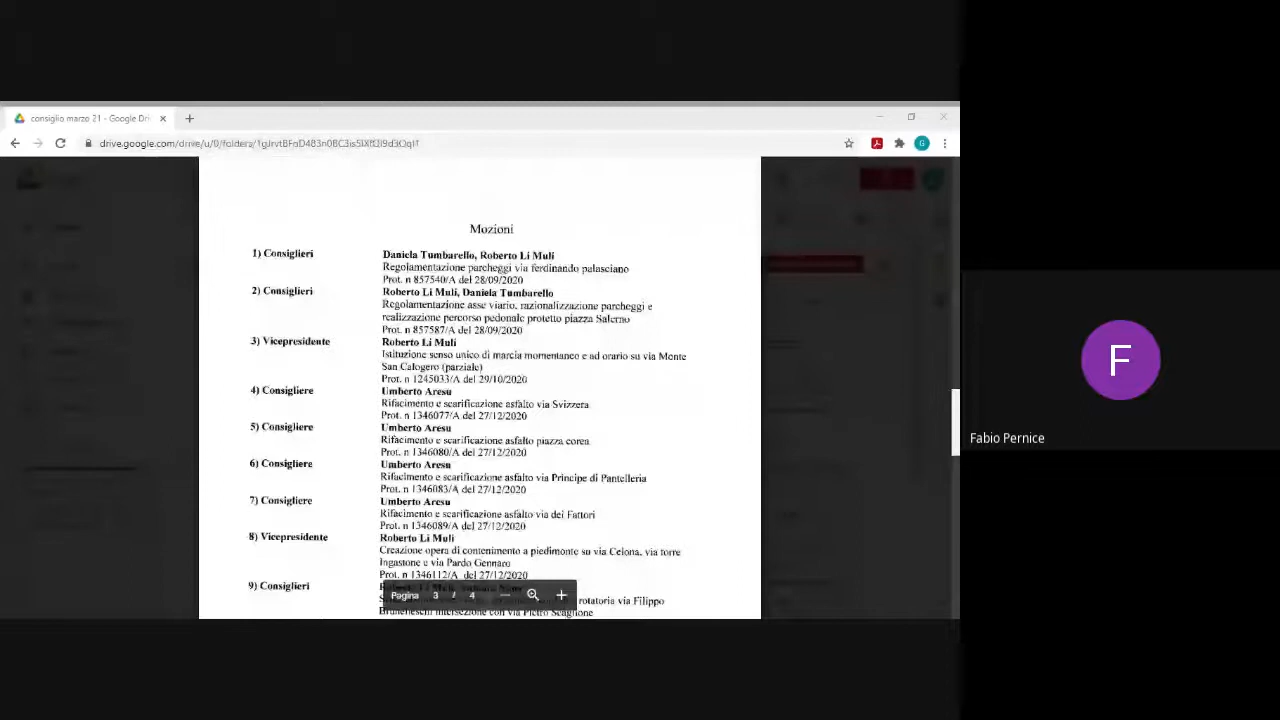 consiglio marzo 21 - Google Dri
Mozioni
1) Consiglieri
Daniela Tumbarello, Roberto Li Muli
Regolamentazione parcheggi via ferdinando palasciano
Prot. n 857540/A del 28/09/2020
2) Consiglieri
Roberto Li Muli, Daniela Tumbarello
Regolamentazione asse viario, razionalizzazione parcheggi e
realizzazione percorso pedonale protetto piazza Salerno
Prot. n 857587/A del 28/09/2020
3) Vicepresidente
Roberto Li Muli
Istituzione senso unico di marcia momentaneo e ad orario su via Monte
San Calogero (parziale)
Prot. n 1245033/A del 29/10/2020
4) Consigliere
Umberto Aresu
Rifacimento e scarificazione asfalto via Svizzera
Prot. n 1346077/A del 27/12/2020
5) Consigliere
Umberto Aresu
Rifacimento e scarificazione asfalto piazza corea
Prot. n 1346080/A del 27/12/2020
6) Consigliere
Umberto Aresu
Rifacimento e scarificazione asfalto via Principe di Pantelleria
Prot. n 1346083/A del 27/12/2020
7) Consigliere
Umberto Aresu
Rifacimento e scarificazione asfalto via dei Fattori
Prot. n 1346089/A del 27/12/2020
8) Vicepresidente
Roberto Li Muli
Creazione opera di contenimento a piedimonte su via Celona, via torre
Ingastone e via Pardo Gennaro
Prot. n 1346112/A del 27/12/2020
9) Consiglieri
rotatoria via Filippo
Bruneleschi intersezione con via Pietro Scaglione
Pagina 3 / 4
F
Fabio Pernice